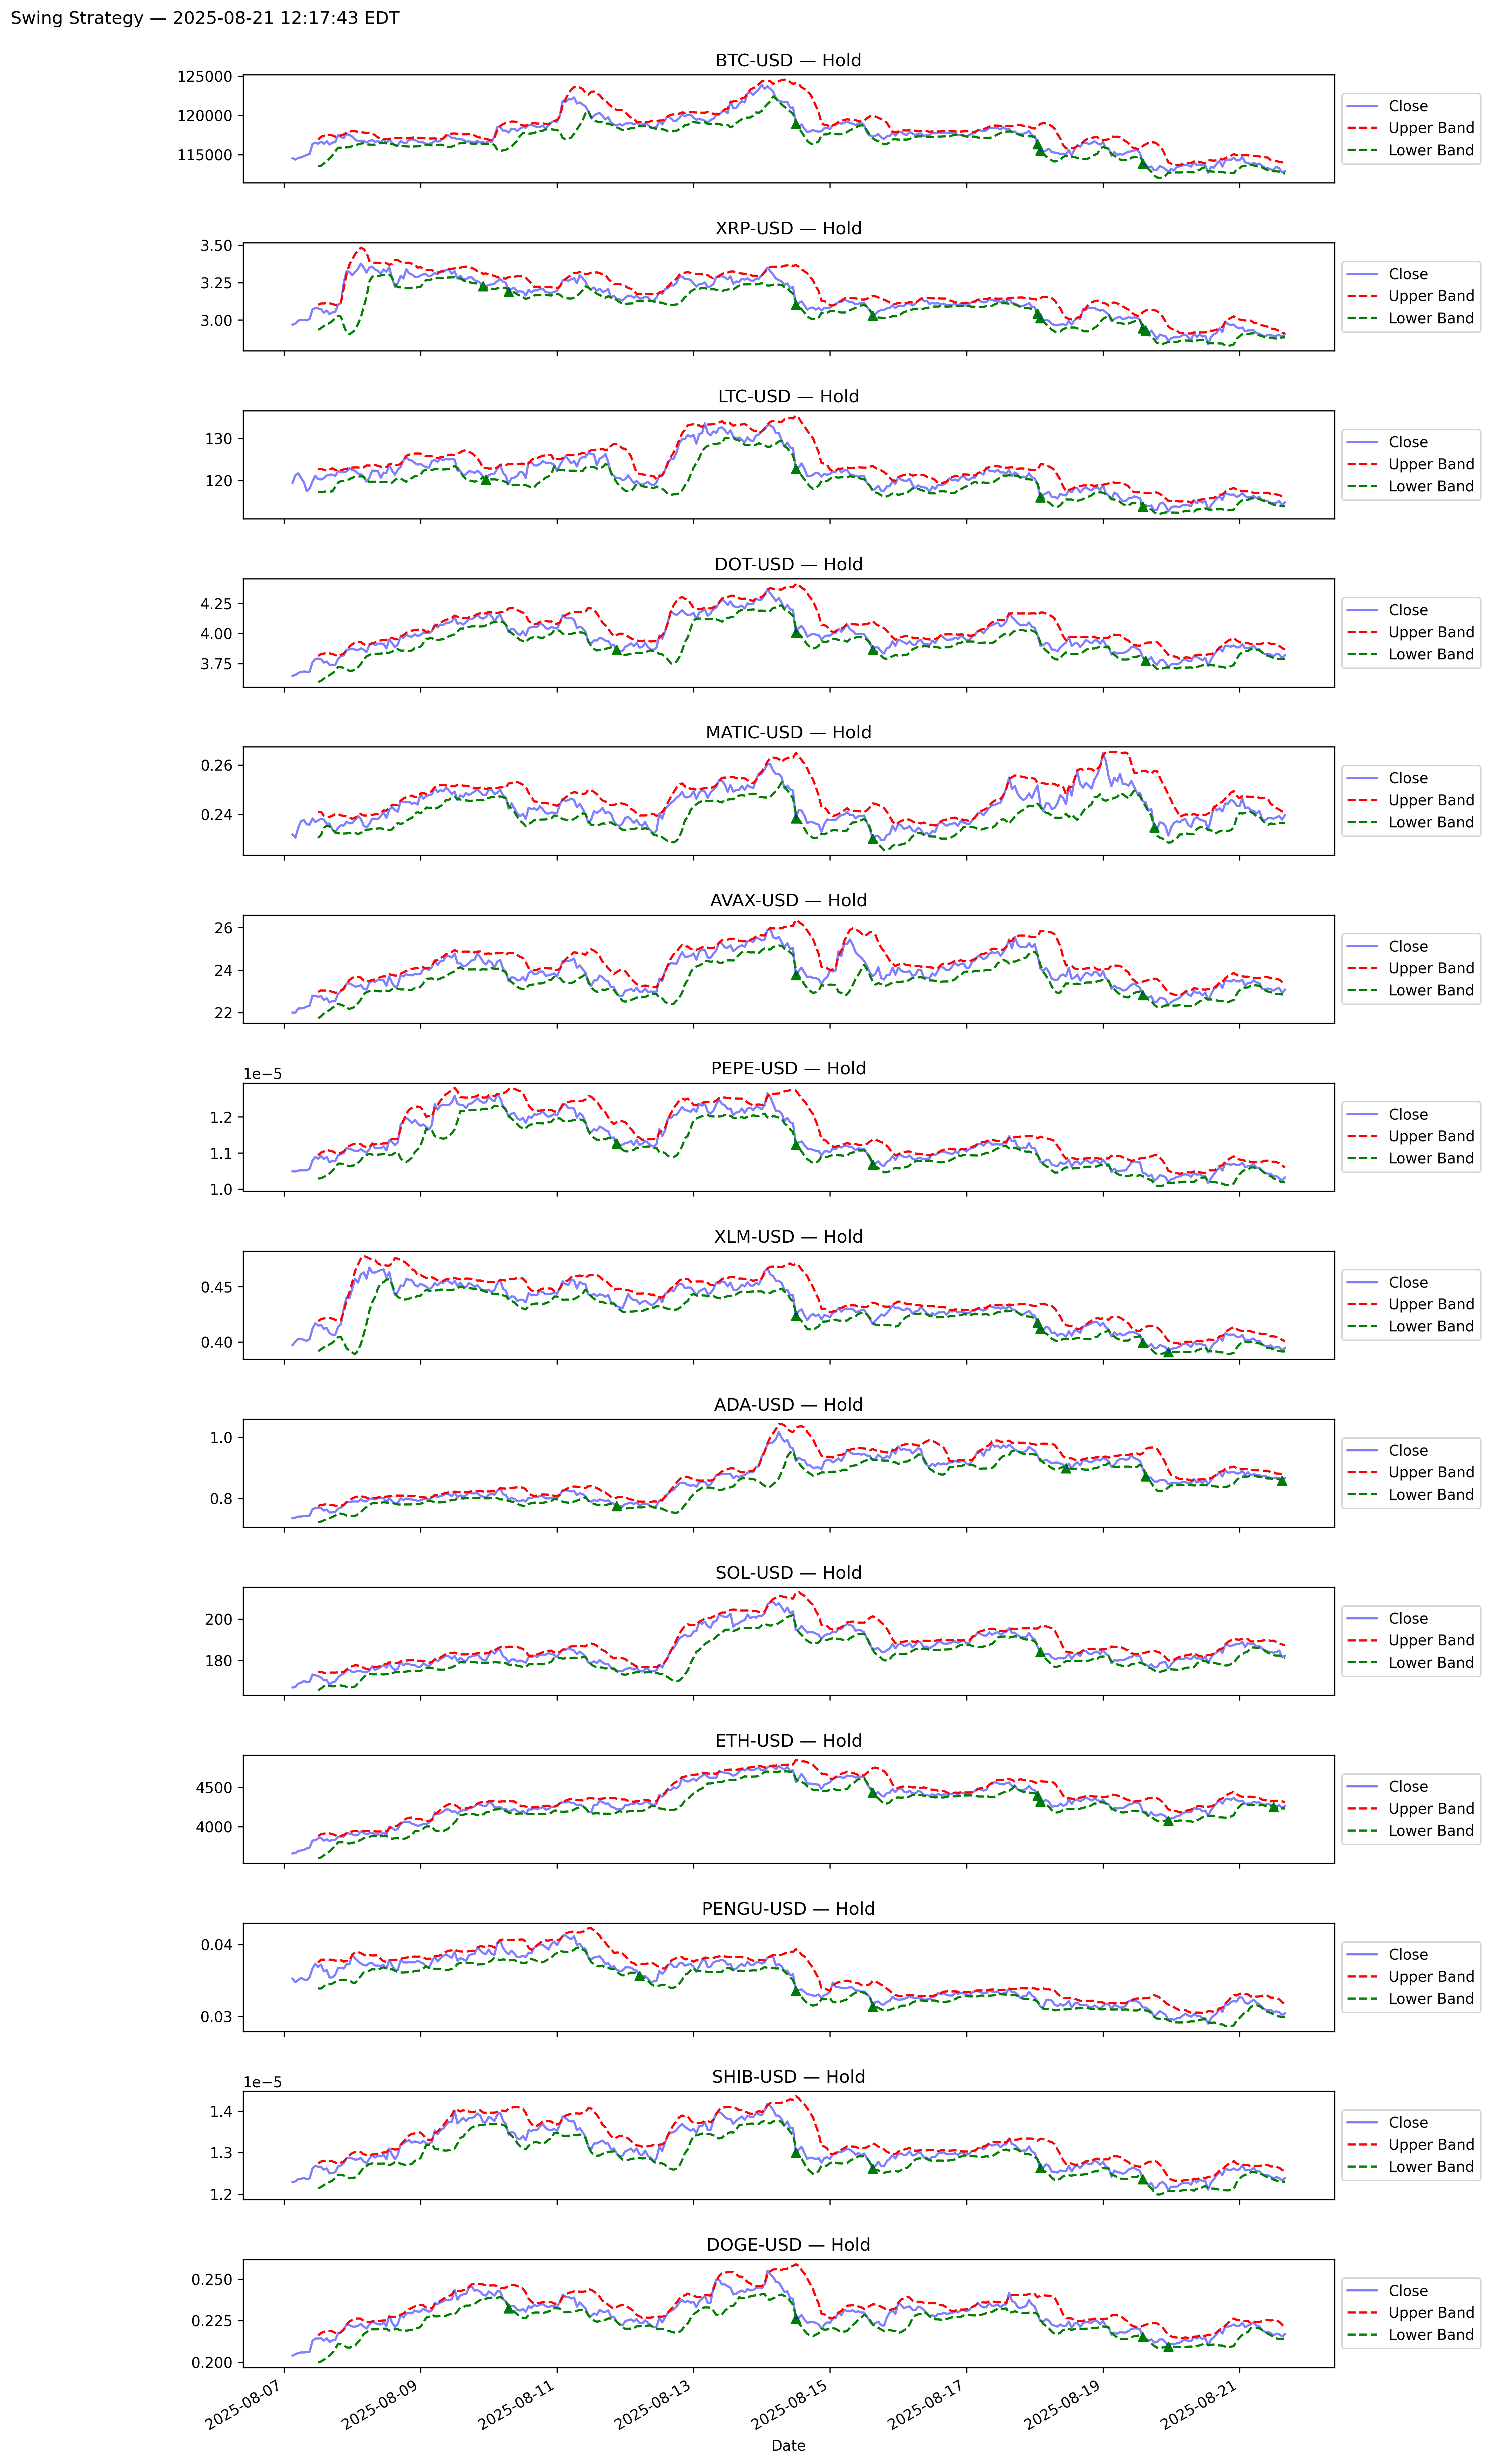 Swing Strategy — 2025-08-21 12:17:43 EDT
BTC-USD — Hold
125000
120000
115000
Close
Upper Band
Lower Band
XRP-USD — Hold
3.50
3.25
3.00
Close
Upper Band
Lower Band
LTC-USD — Hold
130
120
Close
Upper Band
Lower Band
DOT-USD — Hold
4.25
4.00
3.75
Close
Upper Band
Lower Band
MATIC-USD — Hold
0.26
0.24
Close
Upper Band
Lower Band
AVAX-USD — Hold
26
24
22
Close
Upper Band
Lower Band
PEPE-USD — Hold
1e−5
1.2
1.1
1.0
Close
Upper Band
Lower Band
XLM-USD — Hold
0.45
0.40
Close
Upper Band
Lower Band
ADA-USD — Hold
1.0
0.8
Close
Upper Band
Lower Band
SOL-USD — Hold
200
180
Close
Upper Band
Lower Band
ETH-USD — Hold
4500
4000
Close
Upper Band
Lower Band
PENGU-USD — Hold
0.04
0.03
Close
Upper Band
Lower Band
SHIB-USD — Hold
1e−5
1.4
1.3
1.2
Close
Upper Band
Lower Band
DOGE-USD — Hold
0.250
0.225
0.200
Close
Upper Band
Lower Band
2025-08-07
2025-08-09
2025-08-11
2025-08-13
2025-08-15
2025-08-17
2025-08-19
2025-08-21
Date